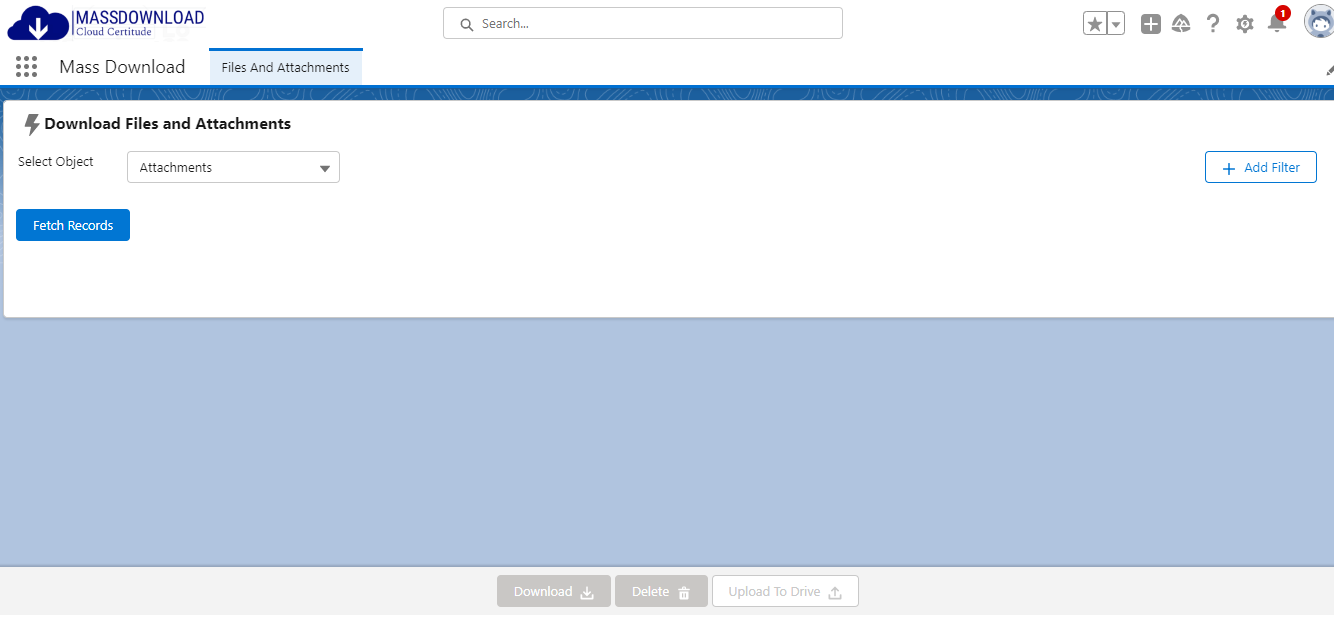 MASSDOWNLOAD
Cloud Certitude
Search...
1
Mass Download
Files And Attachments
Download Files and Attachments
Select Object
Attachments
Add Filter
Fetch Records
Download
Delete
Upload To Drive